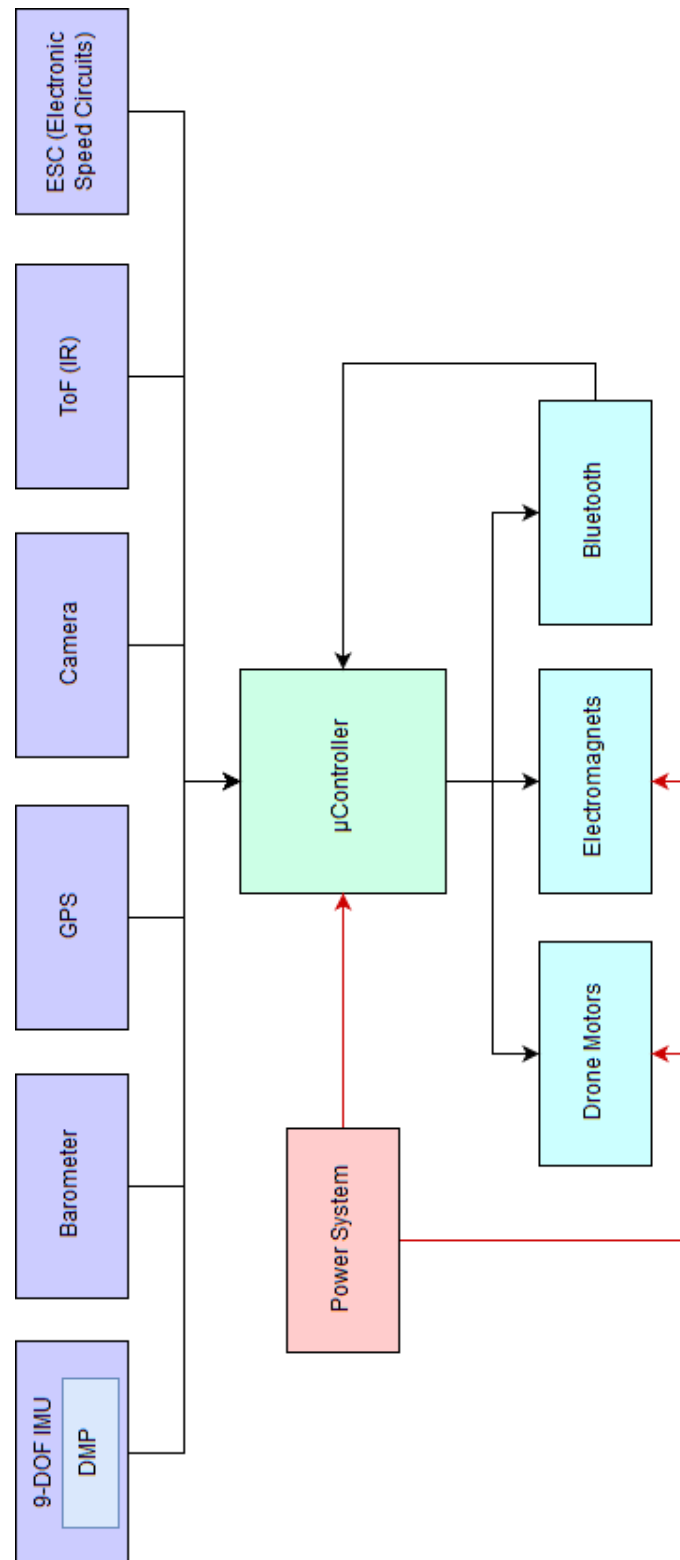 9-DOF IMU
DMP
Barometer
GPS
Camera
ToF (IR)
ESC (Electronic
Speed Circuits)
Power System
µController
Drone Motors
Electromagnets
Bluetooth